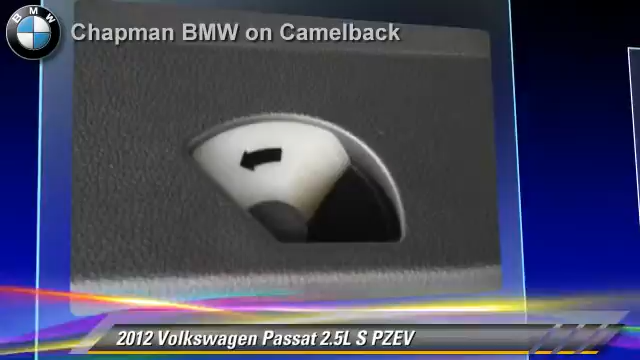 BMW
Chapman BMW on Camelback
2012 Volkswagen Passat 2.5L S PZEV